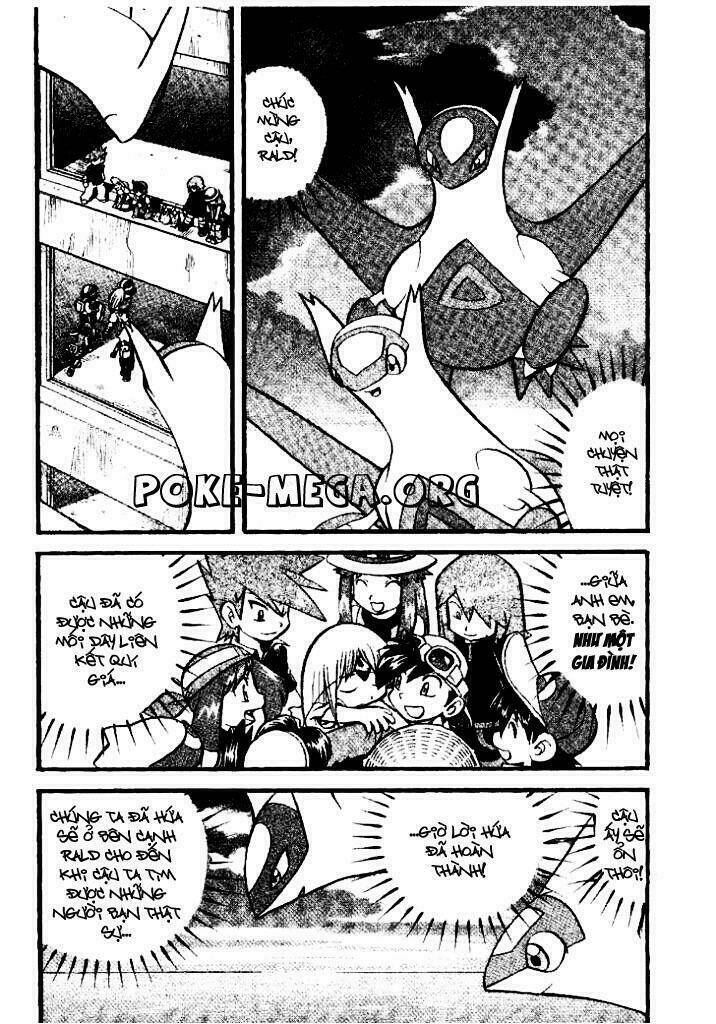 CHÚC
MỪNG
CẬU,
RALD!
MỌI
CHUYỆN
THẬT
TUYỆT!
POKE-MEGA.ORG
CẬU ĐÃ CÓ
ĐƯỢC NHỮNG
MỐI DÂY LIÊN
KẾT QUÍ
GIÁ...
...GIỮA
ANH EM,
BẠN BÈ.
NHƯ MỘT
GIA ĐÌNH!
CHÚNG TA ĐÃ HỨA
SẼ Ở BÊN CẠNH
RALD CHO ĐẾN
KHI CẬU TA TÌM
ĐƯỢC NHỮNG
NGƯỜI BẠN THẬT
SỰ...
...GIỜ LỜI HỨA
ĐÃ HOÀN
THÀNH!
CẬU
ẤY SẼ
ỔN
THÔI!